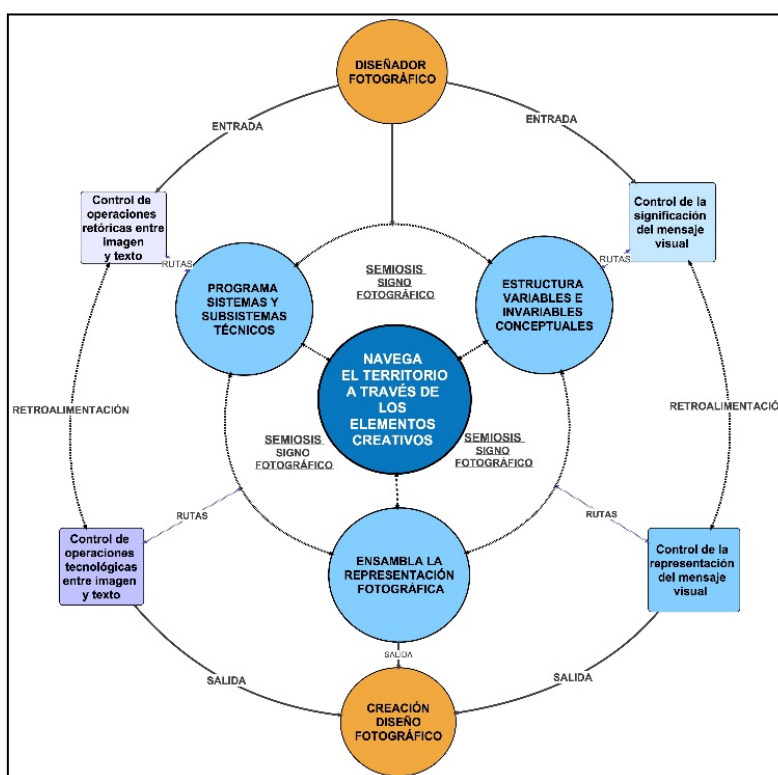 DISEÑADOR
FOTOGRÁFICO
ENTRADA
ENTRADA
Control de
operaciones
retóricas entre
imagen
y texto
Control de la
significación
del mensaje
visual
RUTAS
RUTAS
SEMIOSIS
SIGNO
FOTOGRÁFICO
PROGRAMA
SISTEMAS Y
SUBSISTEMAS
TÉCNICOS
ESTRUCTURA
VARIABLES E
INVARIABLES
CONCEPTUALES
NAVEGA
EL TERRITORIO
A TRAVÉS DE
LOS
ELEMENTOS
CREATIVOS
RETROALIMENTACIÓN
RETROALIMENTACIÓ
SEMIOSIS
SIGNO
FOTOGRÁFICO
SEMIOSIS
SIGNO
FOTOGRÁFICO
RUTAS
RUTAS
Control de
operaciones
tecnológicas
entre imagen
y texto
ENSAMBLA LA
REPRESENTACIÓN
FOTOGRÁFICA
Control de la
representación
del mensaje
visual
SALIDA
SALIDA
SALIDA
CREACIÓN
DISEÑO
FOTOGRÁFICO